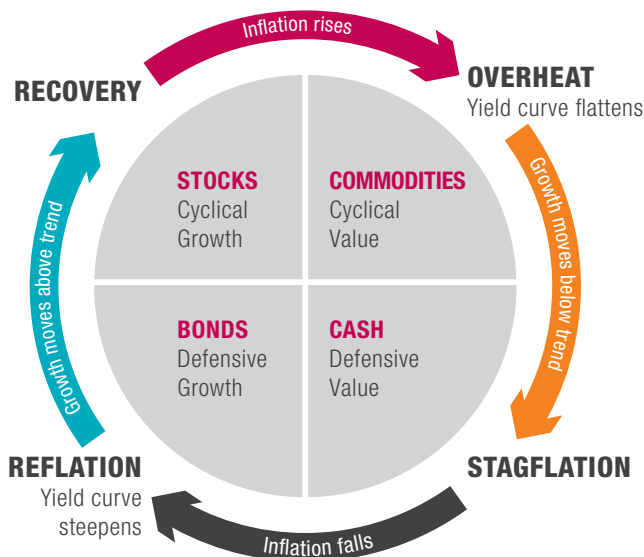 Inflation rises
RECOVERY
OVERHEAT
Yield curve flattens
STOCKS
Cyclical
Growth
COMMODITIES
Cyclical
Value
Growth moves above trend
Growth moves below trend
BONDS
Defensive
Growth
CASH
Defensive
Value
REFLATION
Yield curve
steepens
STAGFLATION
Inflation falls